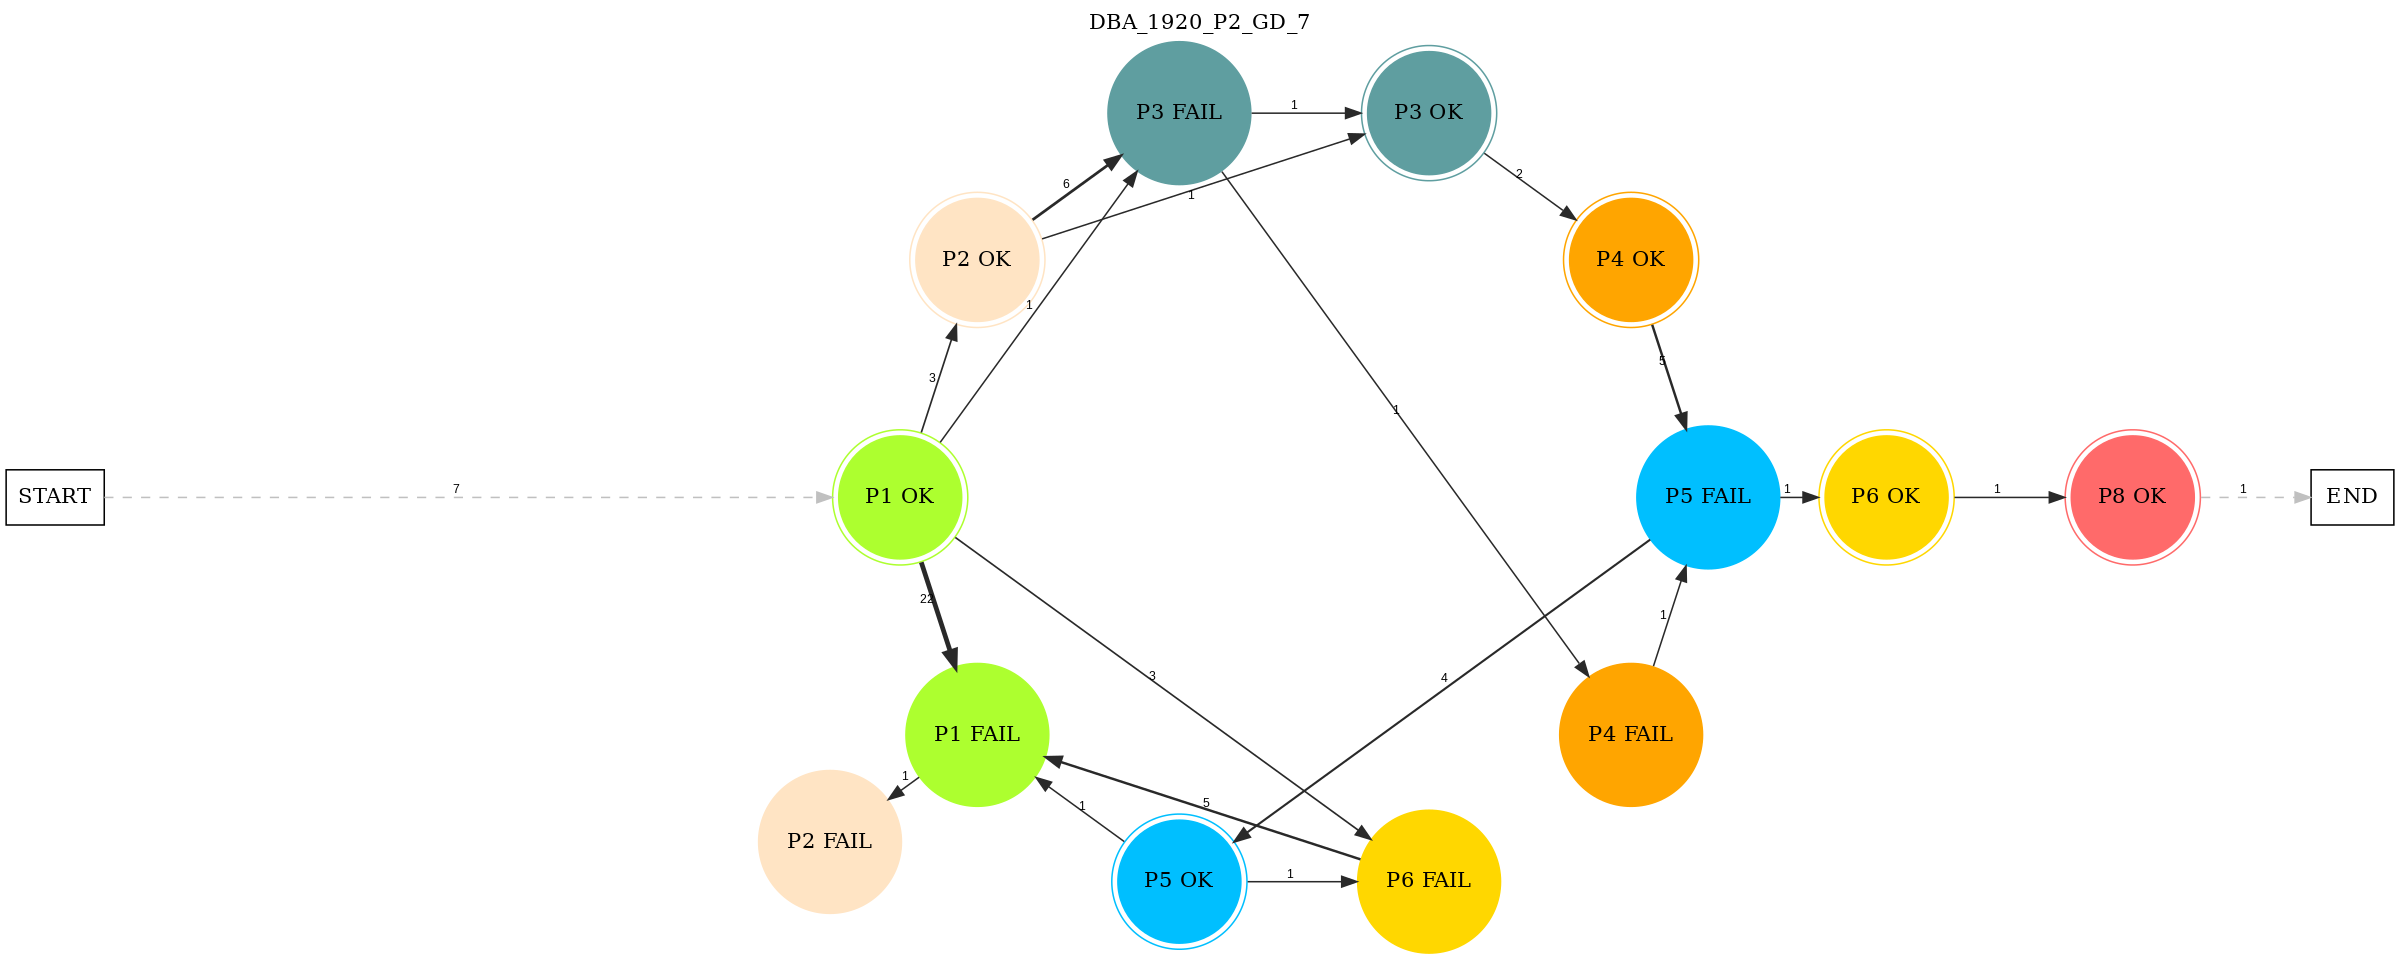 DBA_1920_P2_GD_7
P3 FAIL
1
P3 OK
6
1
2
P2 OK
P4 OK
1
3
5
1
START
7
P1 OK
P5 FAIL
1
P6 OK
1
P8 OK
1
END
22
1
3
4
P1 FAIL
P4 FAIL
1
5
1
P2 FAIL
P5 OK
1
P6 FAIL